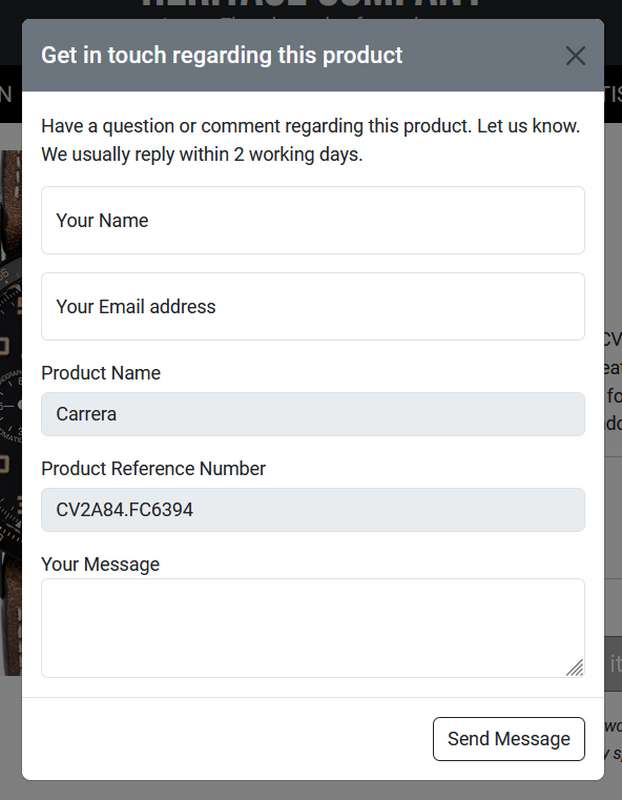 HERITAGE COMPANY
Get in touch regarding this product
Have a question or comment regarding this product. Let us know.
We usually reply within 2 working days.
Your Name
Your Email address
Product Name
Carrera
Product Reference Number
CV2A84.FC6394
Your Message
Send Message